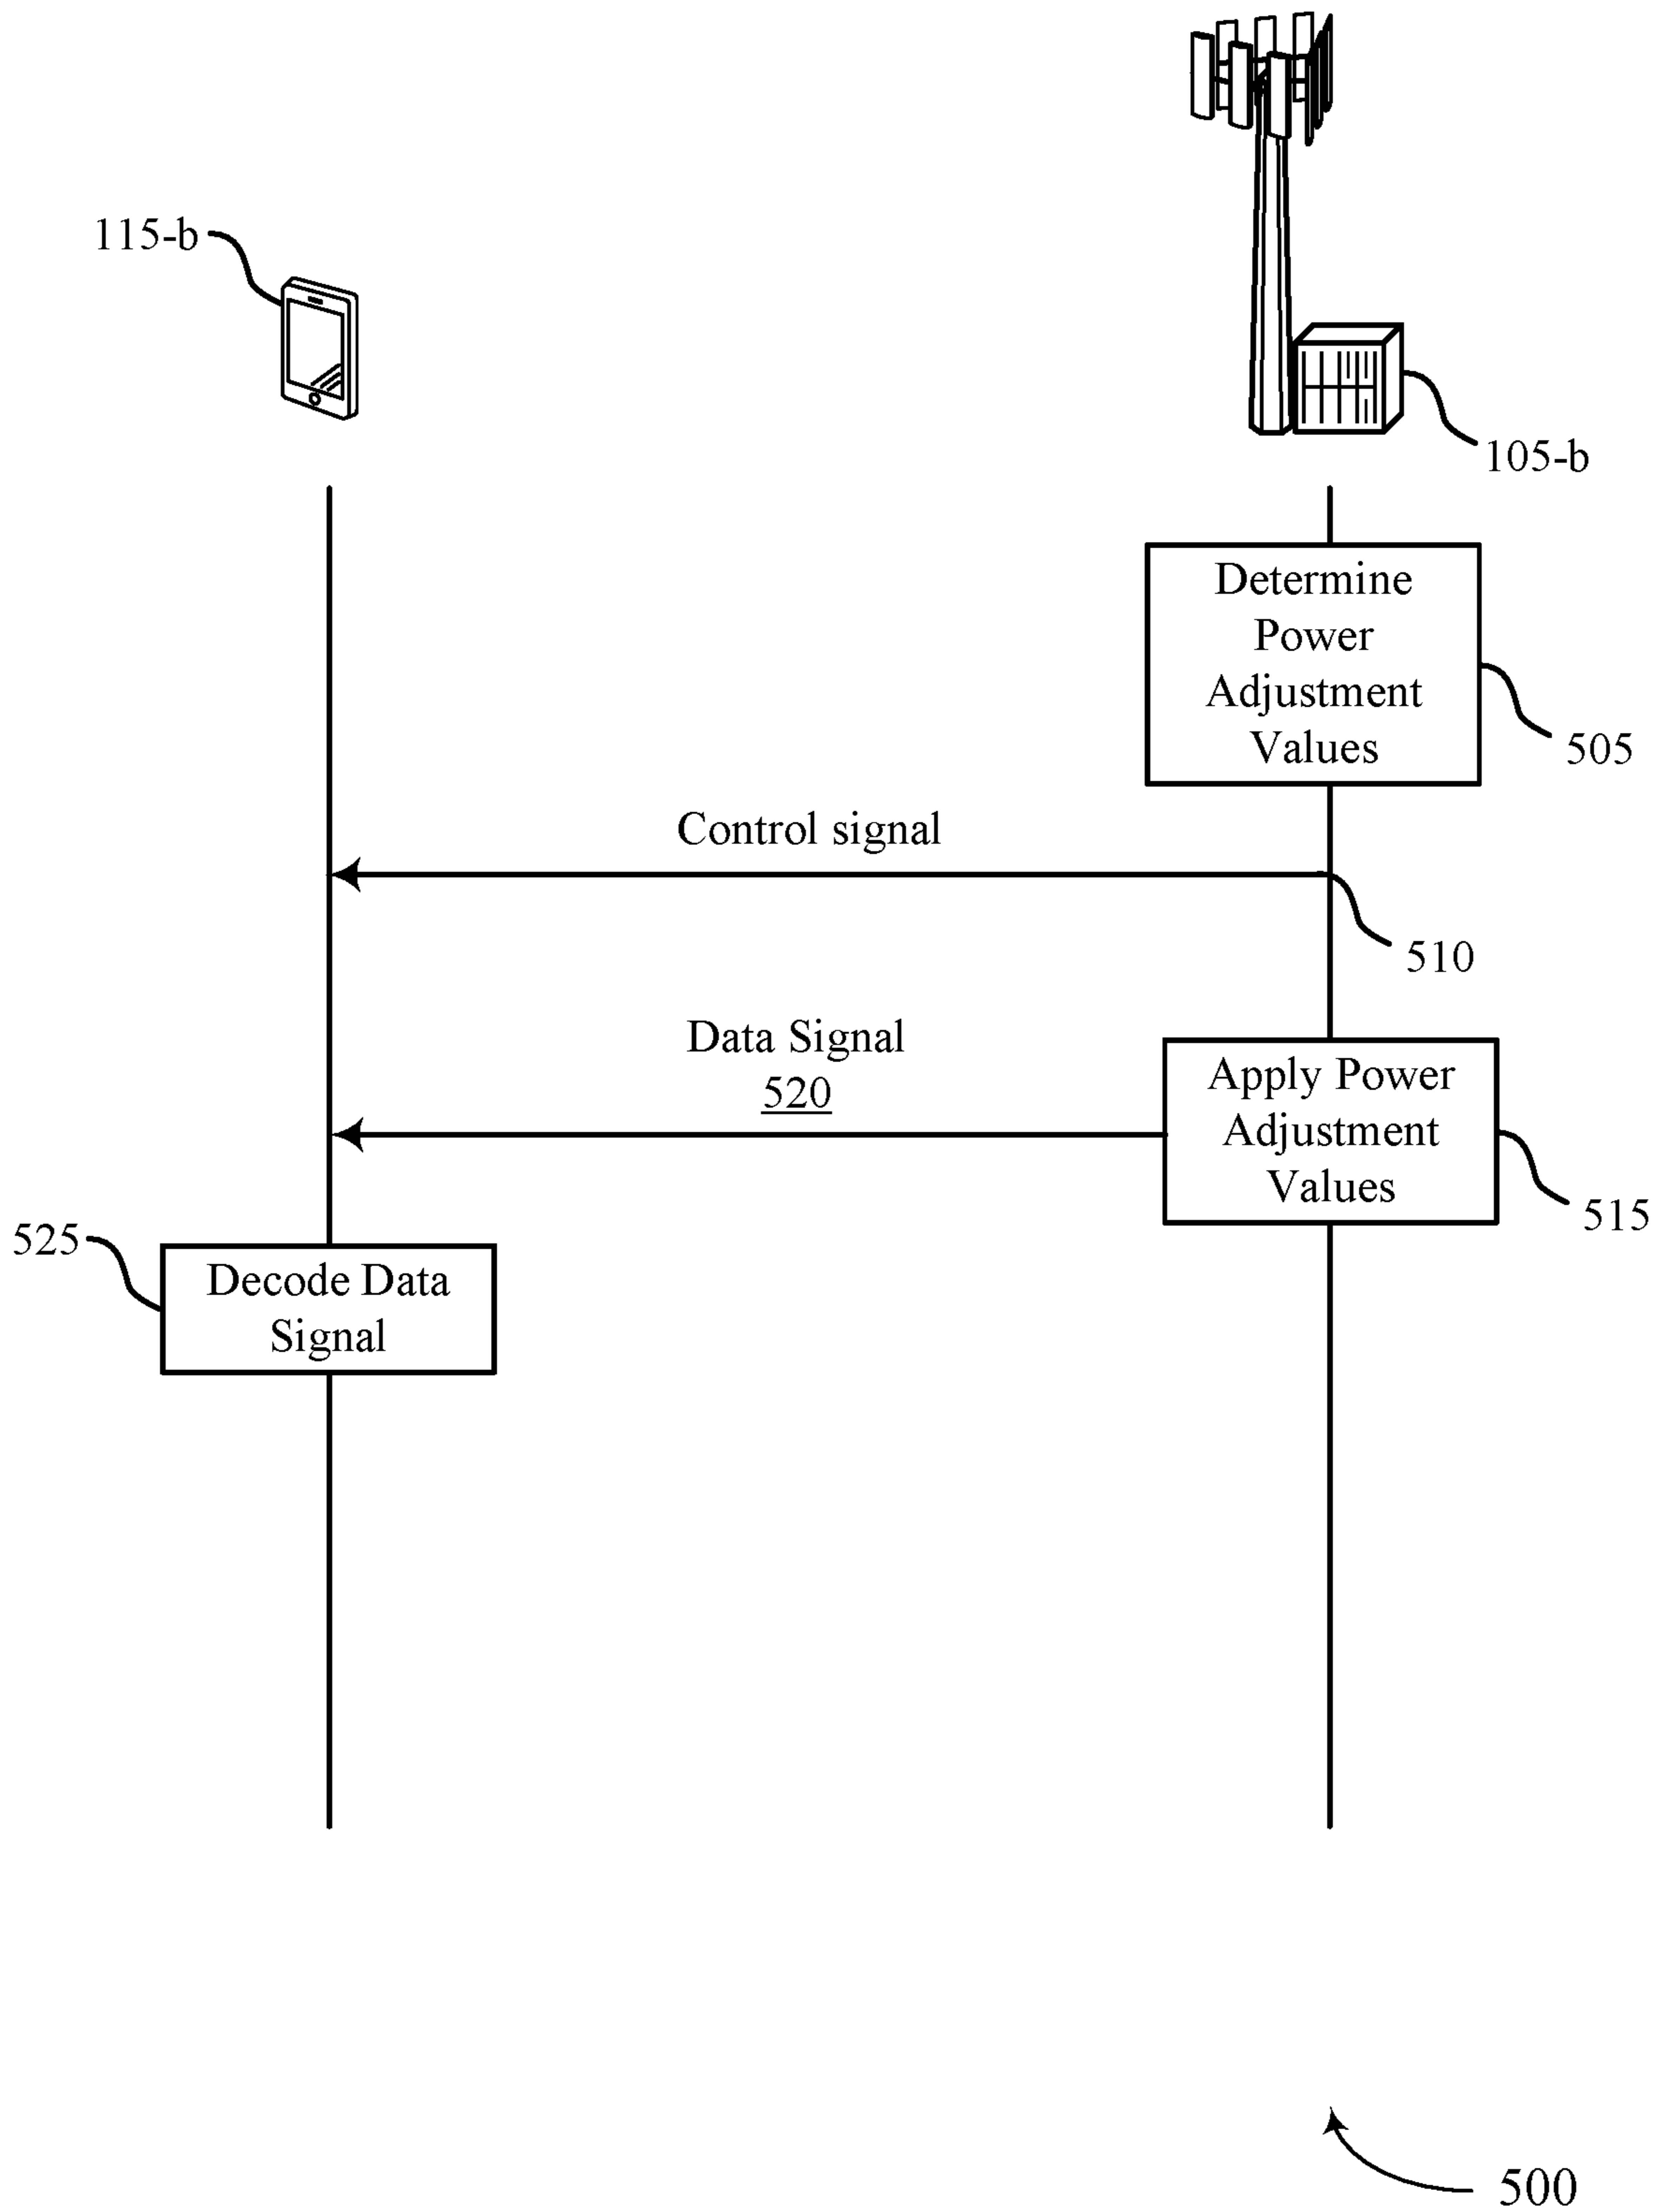 115-b
105-b
Determine
Power
Adjustment
Values
505
Control signal
510
Data Signal
520
Apply Power
Adjustment
Values
515
525
Decode Data
Signal
500